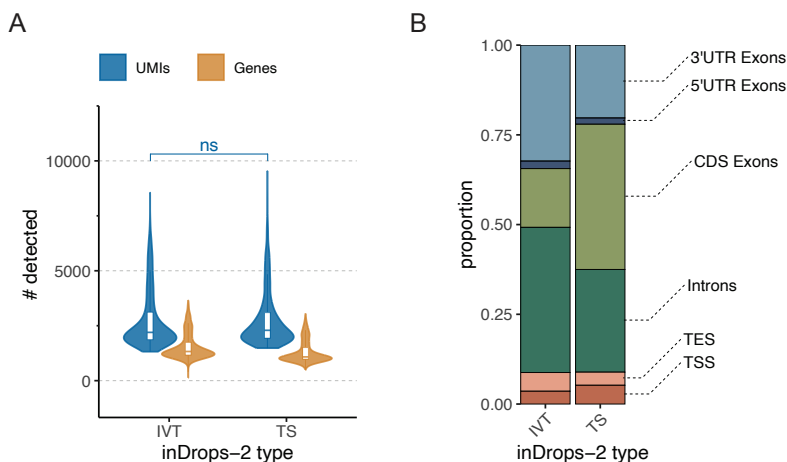 A
UMIs
Genes
ns
10000
5000
0
# detected
IVT
TS
inDrops−2 type
B
1.00
0.75
0.50
0.25
0.00
proportion
3'UTR Exons
5'UTR Exons
CDS Exons
Introns
TES
TSS
IVT
TS
inDrops−2 type